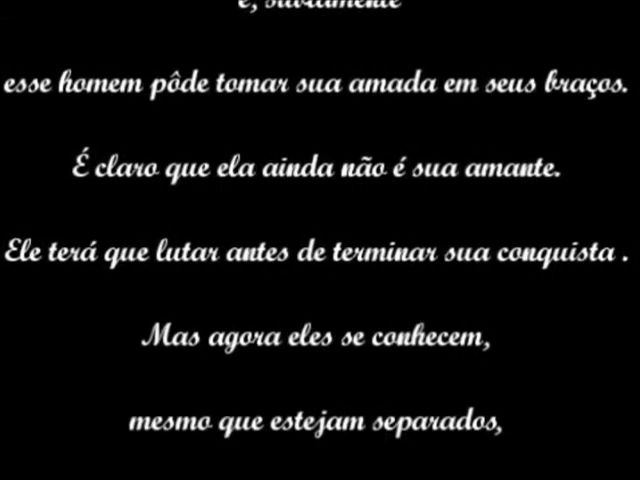 e, subitamente
esse homem pôde tomar sua amada em seus braços.
É claro que ela ainda não é sua amante.
Ele terá que lutar antes de terminar sua conquista .
Mas agora eles se conhecem,
mesmo que estejam separados,